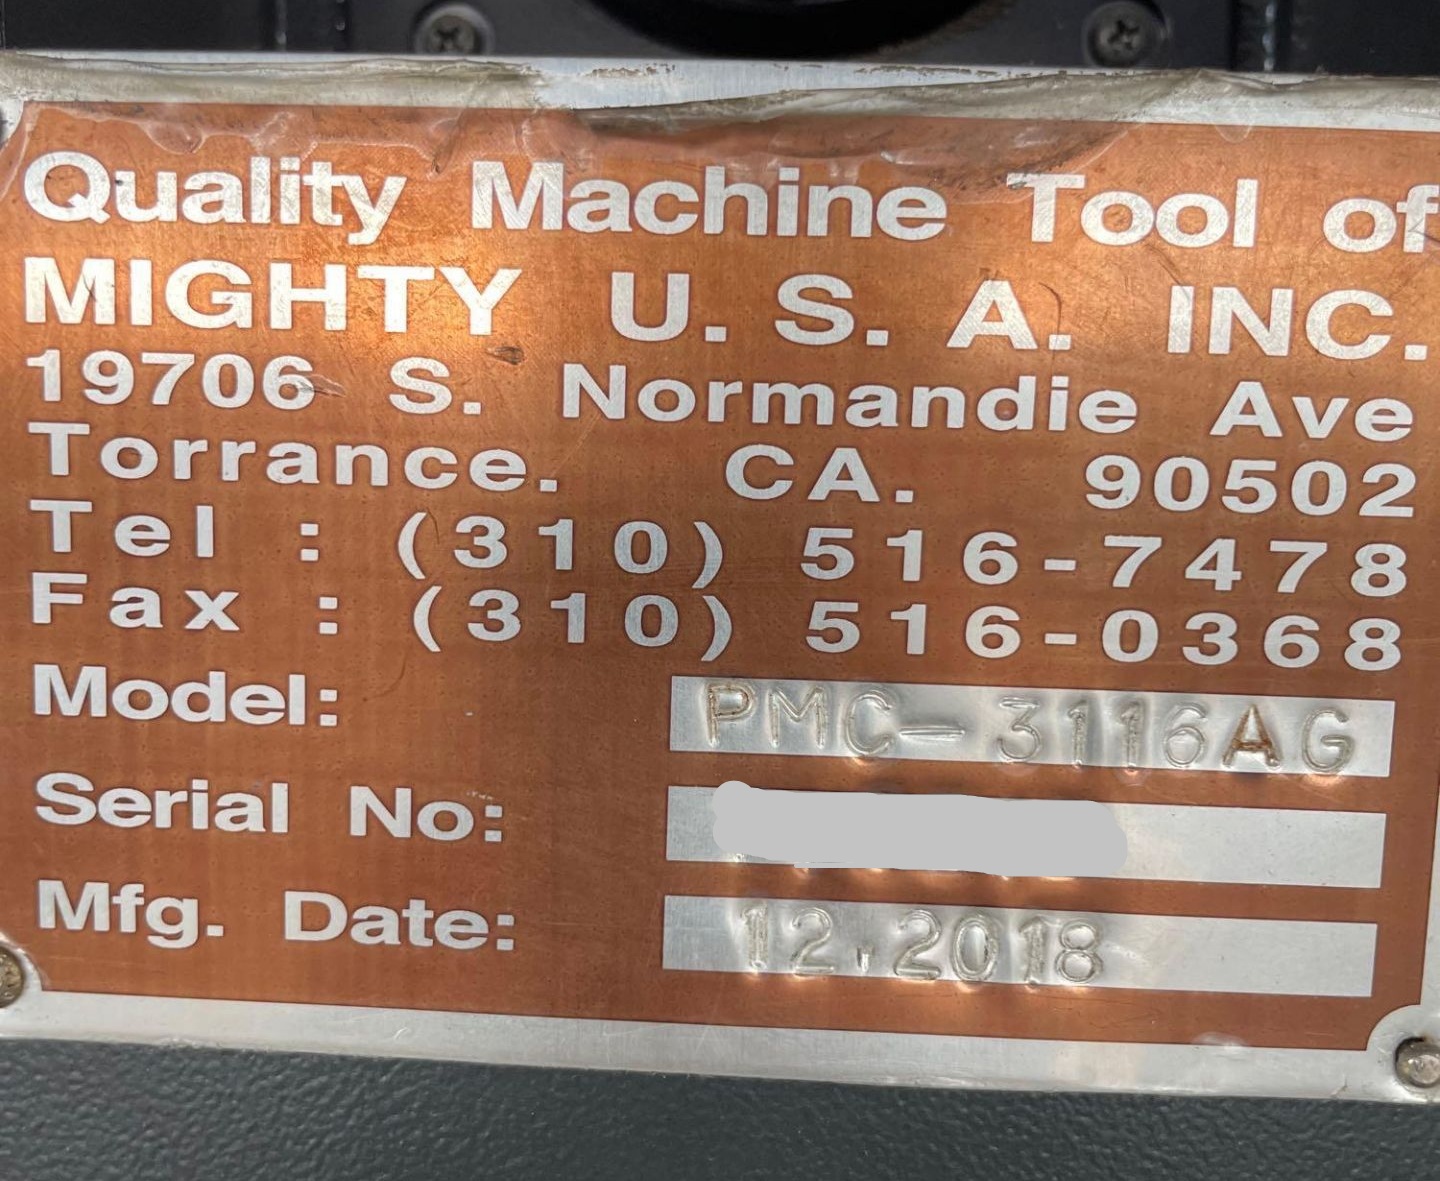 Quality Machine Tool of
MIGHTY U.S.A. INC.
19706 S. Normandie Ave
Torrance. CA. 90502
Tel : (310) 516-7478
Fax : (310) 516-0368
Model: PMC-3116AG
Serial No:
Mfg. Date: 12.2018